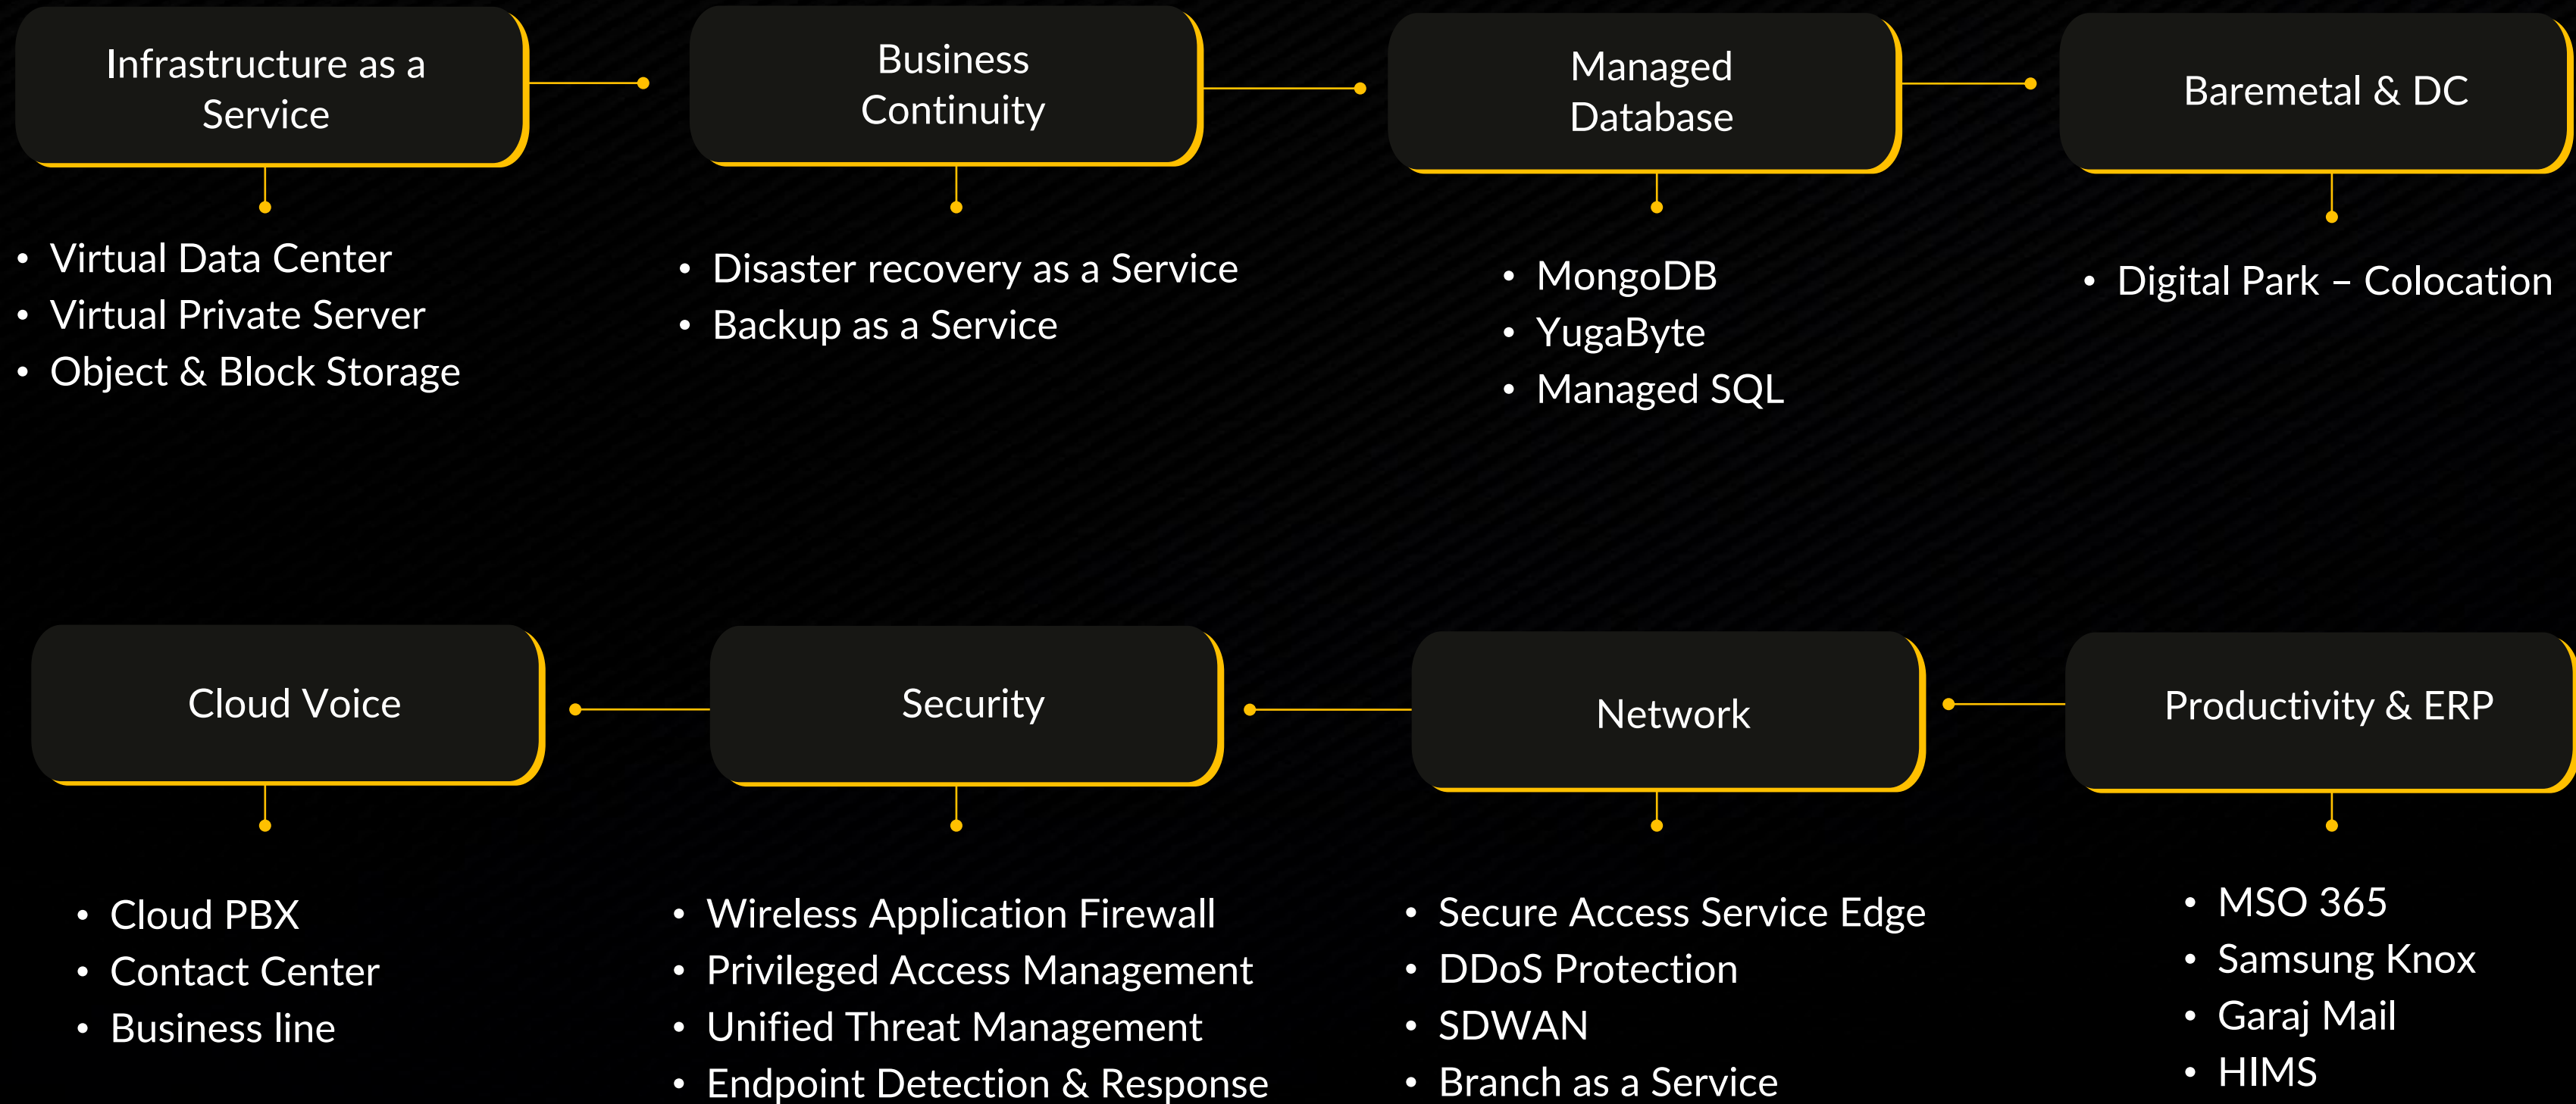 Infrastructure as a
Service
• Virtual Data Center
• Virtual Private Server
• Object & Block Storage
Business
Continuity
• Disaster recovery as a Service
• Backup as a Service
Managed
Database
• MongoDB
• YugaByte
• Managed SQL
Baremetal & DC
• Digital Park – Colocation
Cloud Voice
• Cloud PBX
• Contact Center
• Business line
Security
• Wireless Application Firewall
• Privileged Access Management
• Unified Threat Management
• Endpoint Detection & Response
Network
• Secure Access Service Edge
• DDoS Protection
• SDWAN
• Branch as a Service
Productivity & ERP
• MSO 365
• Samsung Knox
• Garaj Mail
• HIMS